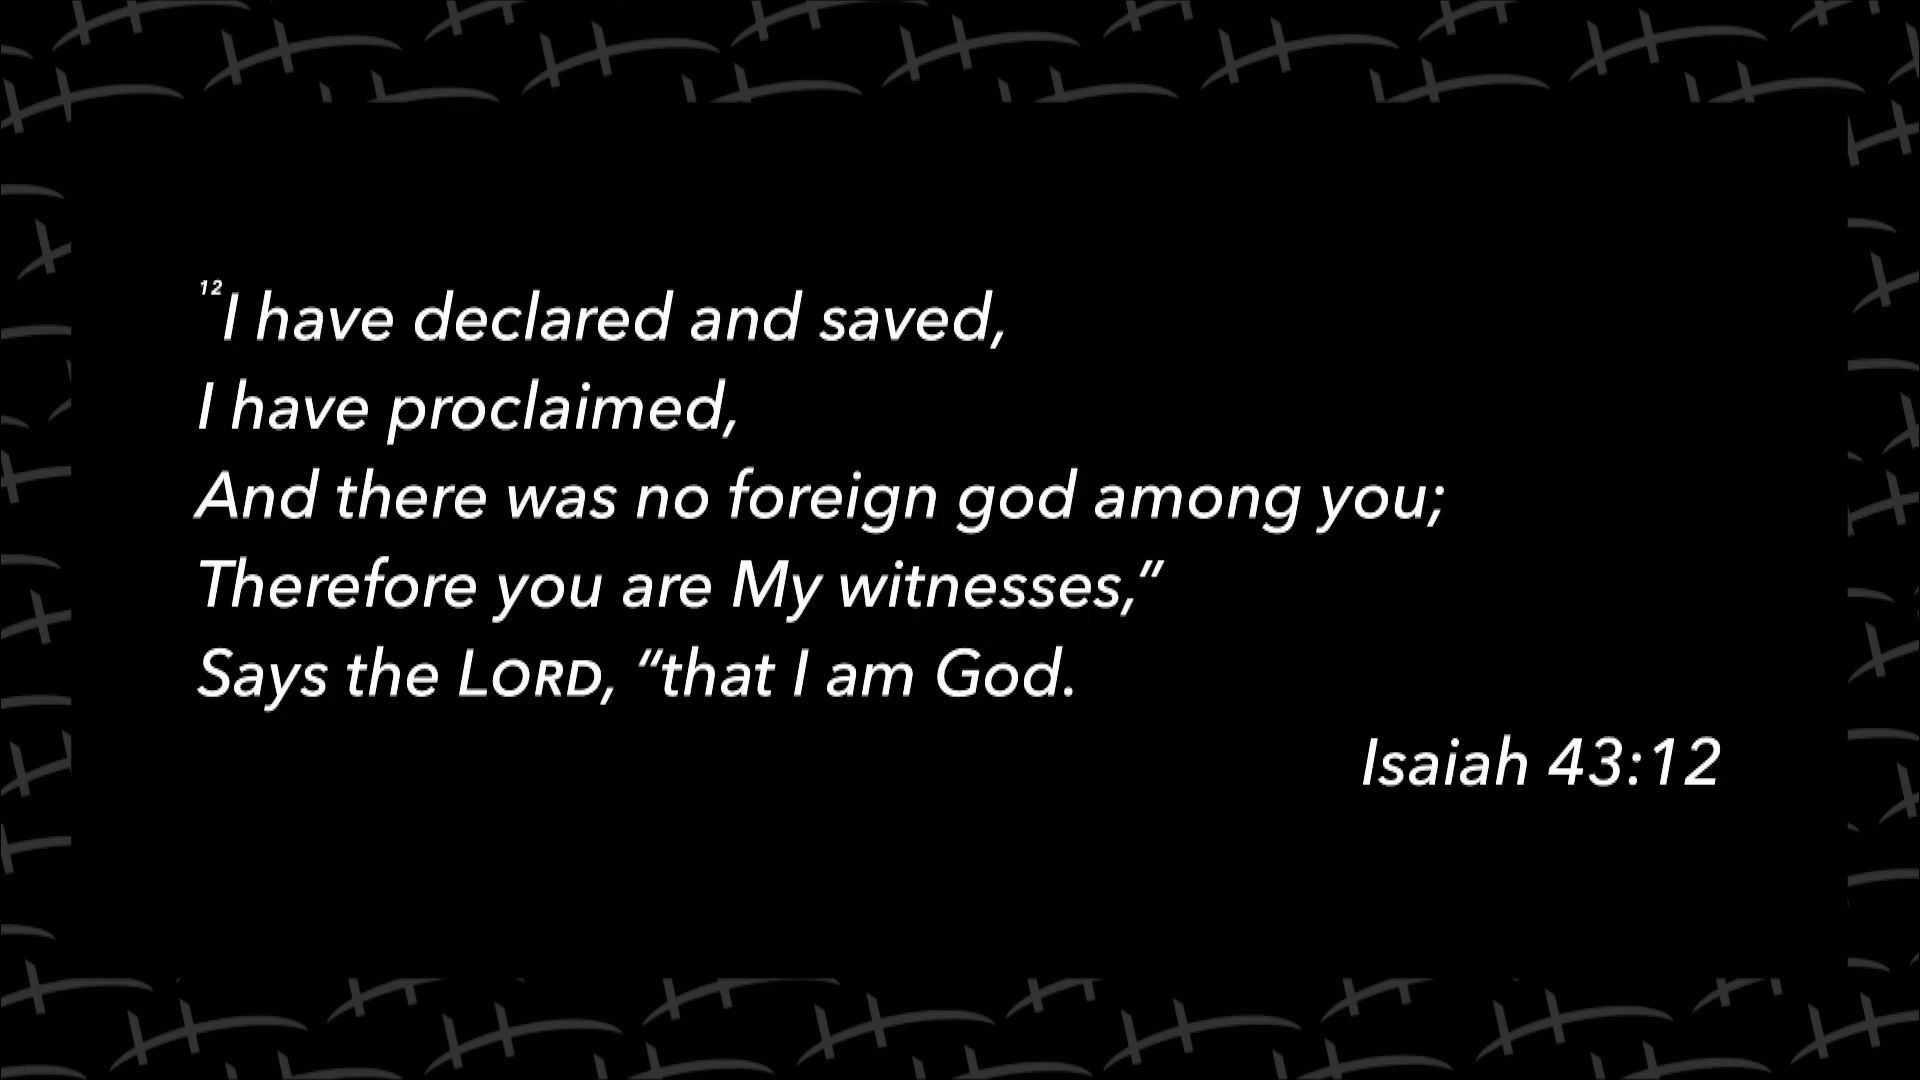 12I have declared and saved,
I have proclaimed,
And there was no foreign god among you;
Therefore you are My witnesses,”
Says the LORD, “that I am God.
Isaiah 43:12